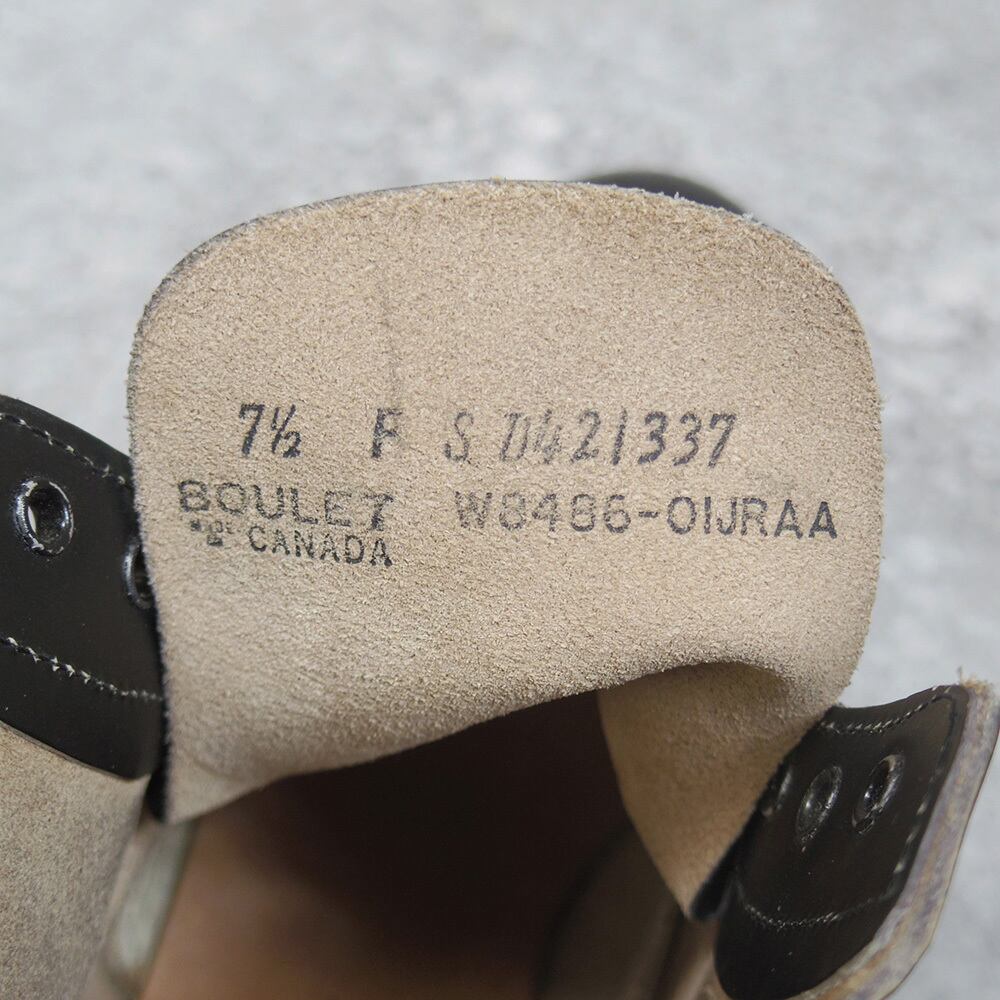 7½ F S D421337
BOULET W8486-01JRAA
CANADA